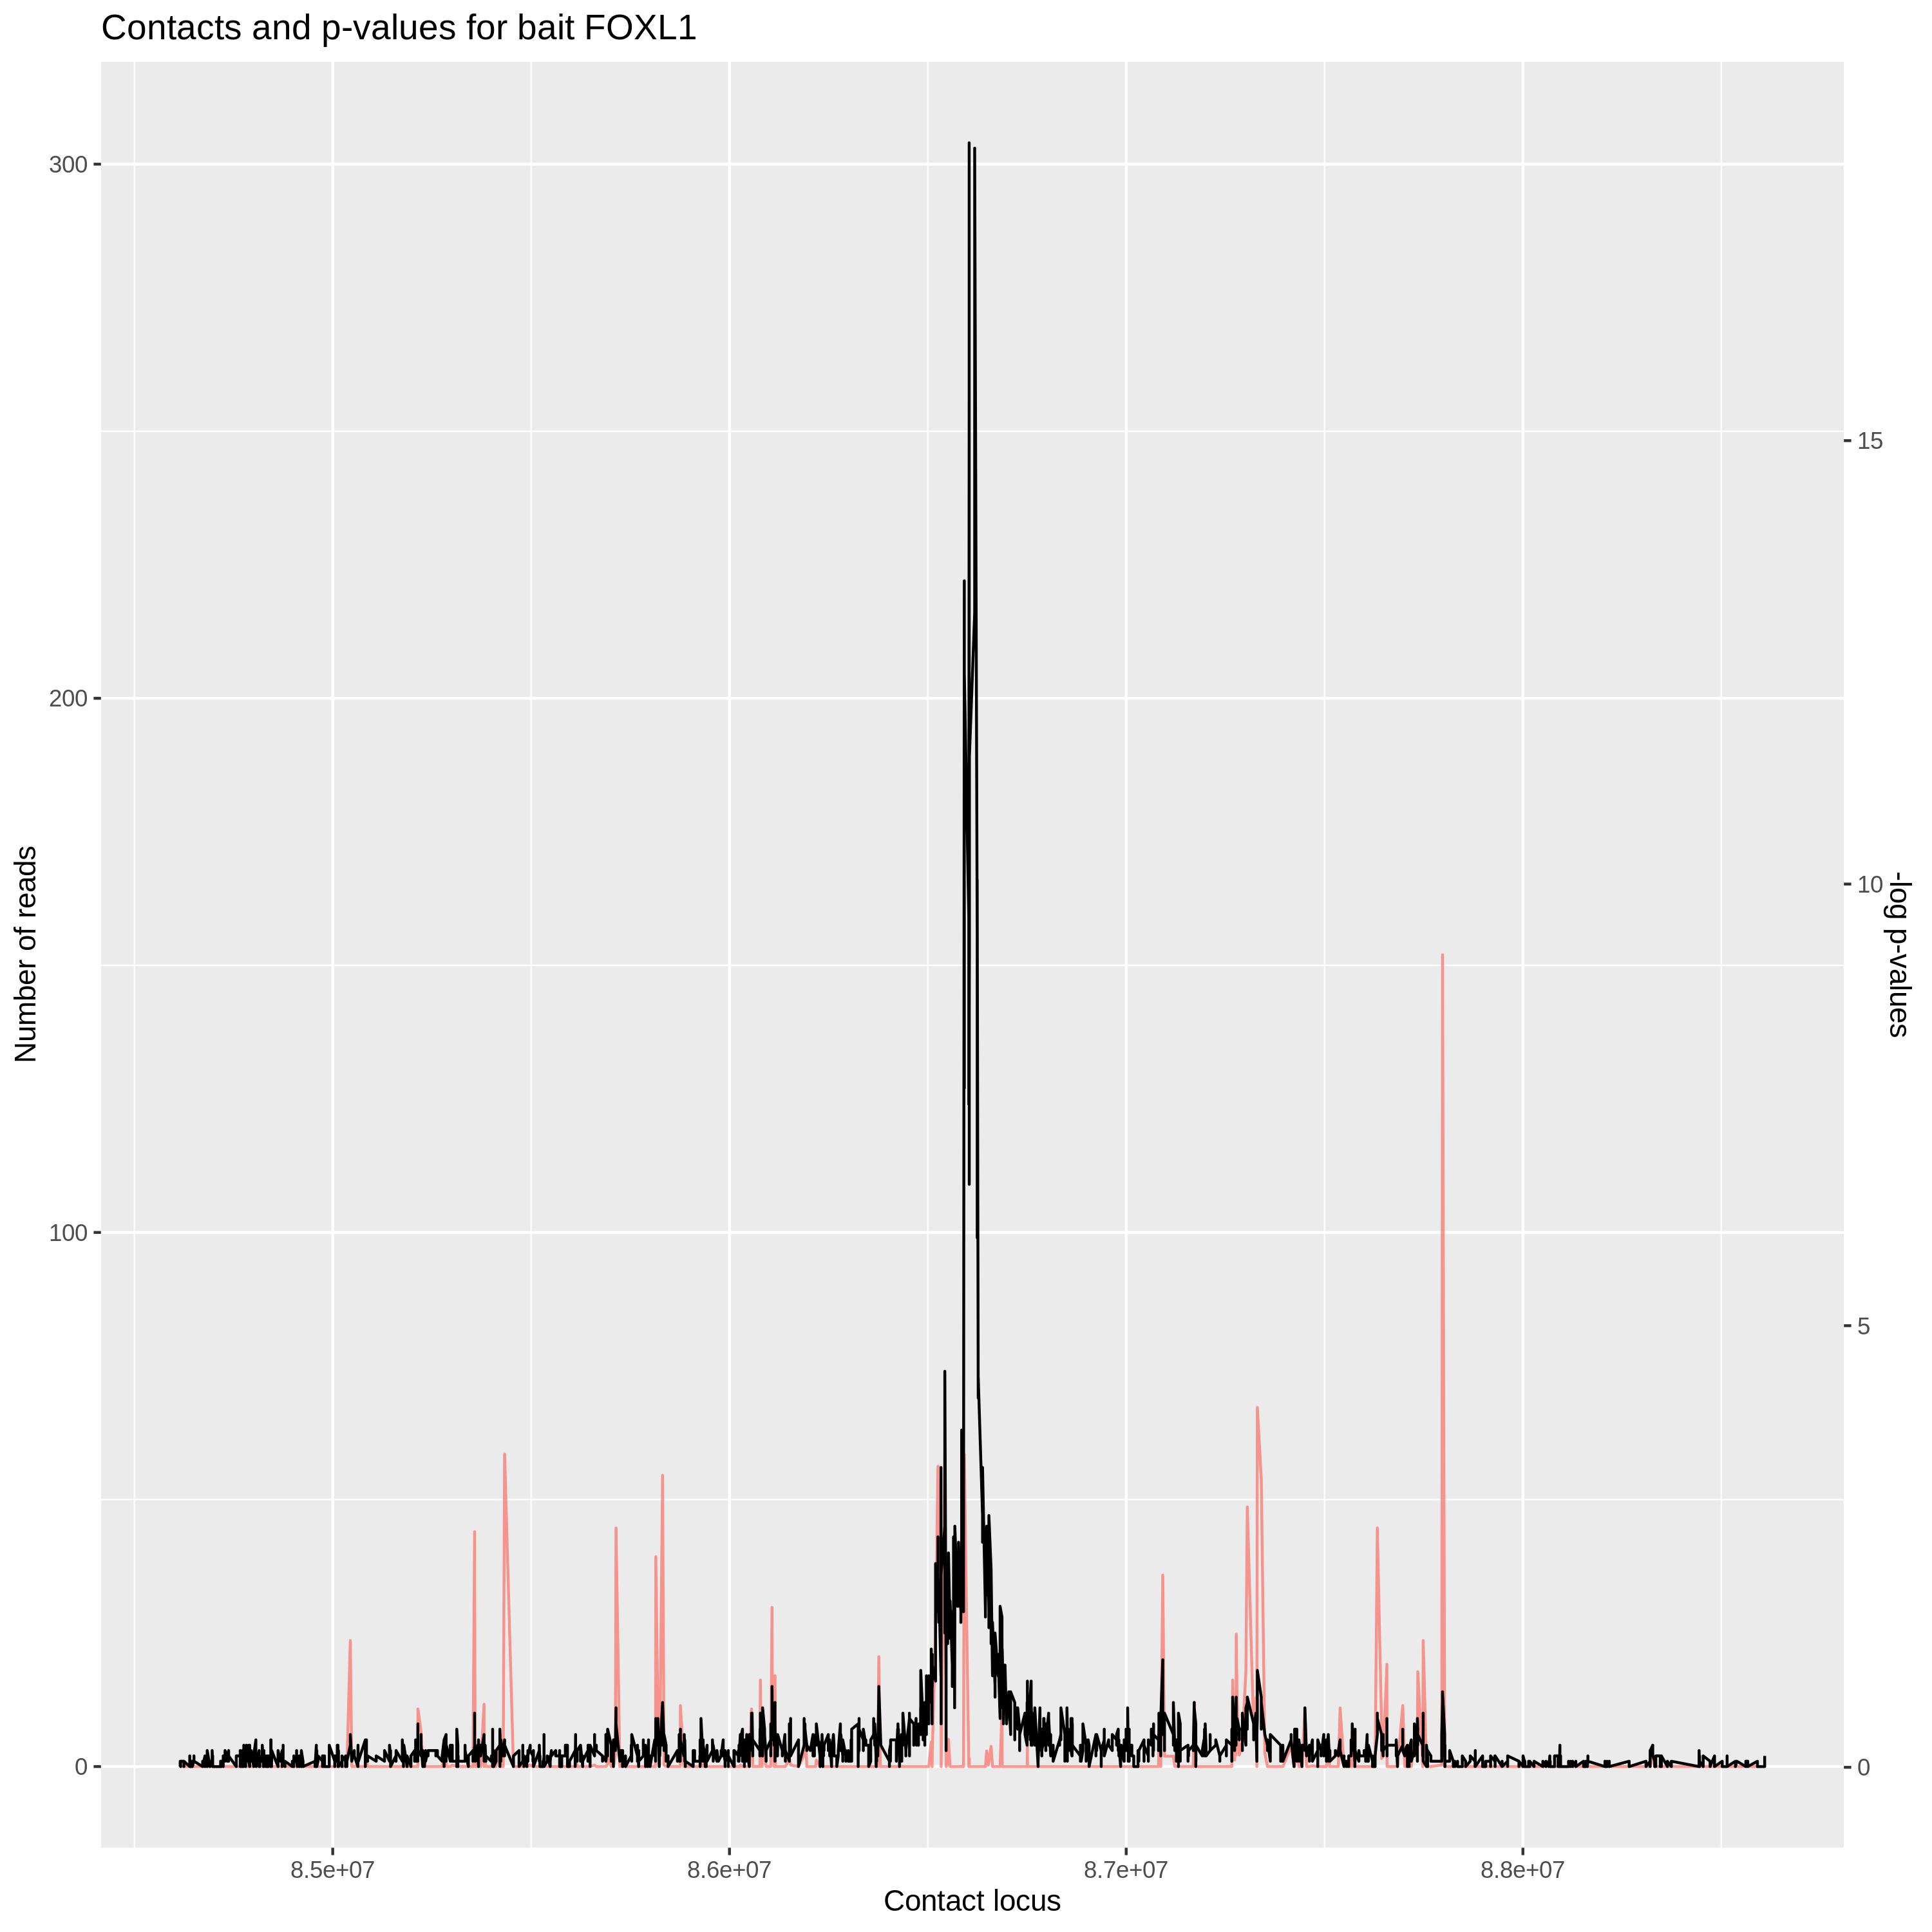 Contacts and p-values for bait FOXL1
300
200
100
0
Number of reads
15
10
5
0
-log p-values
8.5e+07
8.6e+07
8.7e+07
8.8e+07
Contact locus